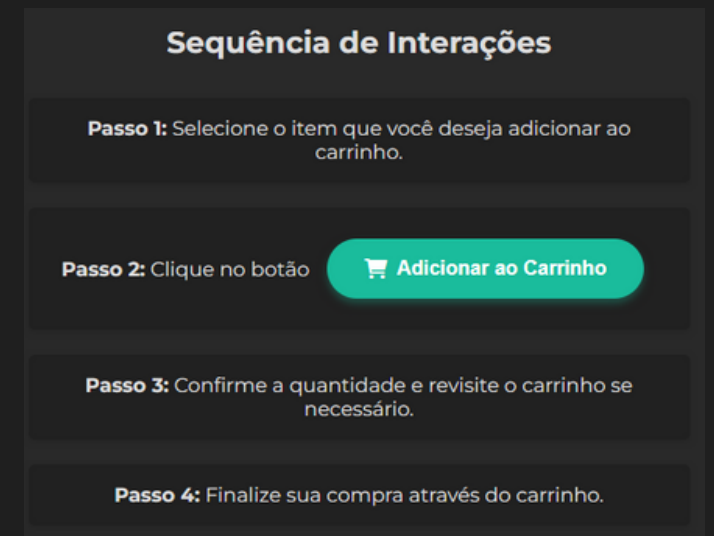 Sequência de Interações
Passo 1: Selecione o item que você deseja adicionar ao
carrinho.
Passo 2: Clique no botão Adicionar ao Carrinho
Passo 3: Confirme a quantidade e revisite o carrinho se
necessário.
Passo 4: Finalize sua compra através do carrinho.